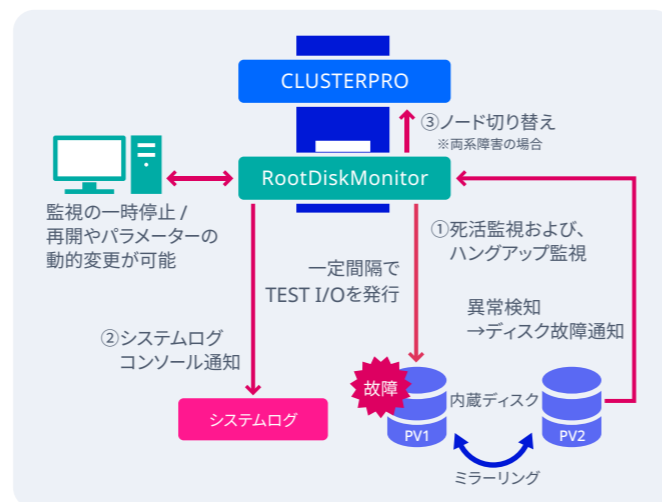 CLUSTERPRO
③ノード切り替え
※両系障害の場合
RootDiskMonitor
監視の一時停止 /
再開やパラメーターの
動的変更が可能
①死活監視および、
ハングアップ監視
一定間隔で
TEST I/Oを発行
異常検知
→ディスク故障通知
②システムログ
コンソール通知
故障
内蔵ディスク
システムログ
PV1
PV2
ミラーリング